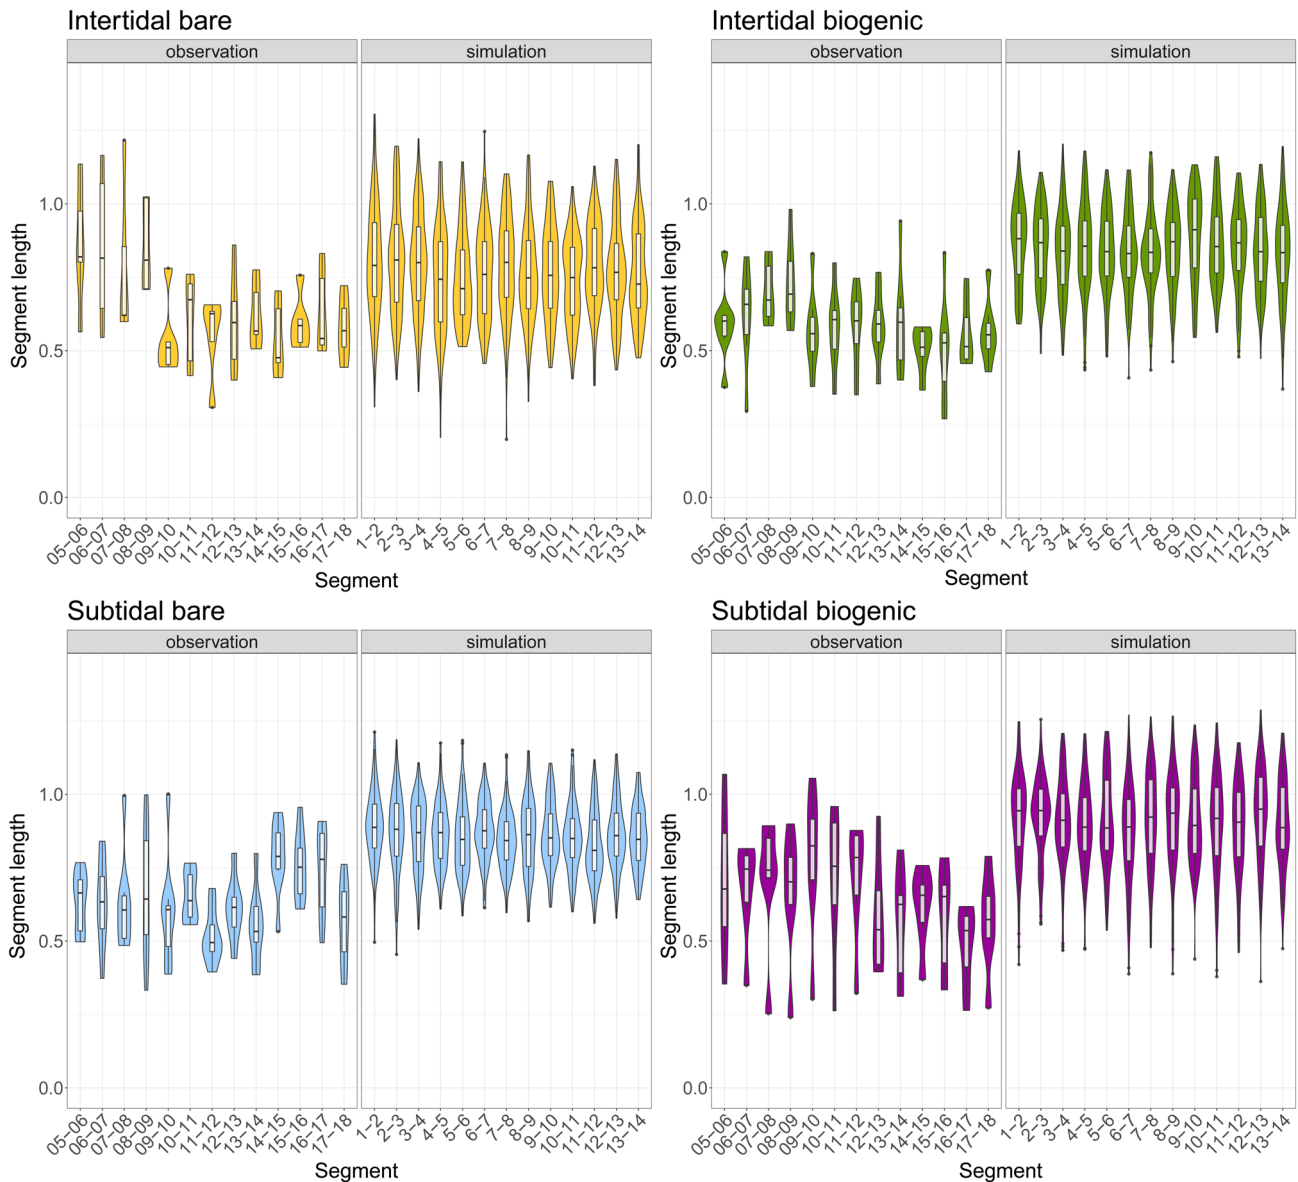 Intertidal bare
observation simulation
Segment length
1.0
0.5
0.0
05−06 06−07 07−08 08−09 09−10 10−11 11−12 12−13 13−14 14−15 15−16 16−17 17−18 1−2 2−3 3−4 4−5 5−6 6−7 7−8 8−9 9−10 10−11 11−12 12−13 13−14
Segment
Intertidal biogenic
observation simulation
Segment length
1.0
0.5
0.0
05−06 06−07 07−08 08−09 09−10 10−11 11−12 12−13 13−14 14−15 15−16 16−17 17−18 1−2 2−3 3−4 4−5 5−6 6−7 7−8 8−9 9−10 10−11 11−12 12−13 13−14
Segment
Subtidal bare
observation simulation
Segment length
1.0
0.5
0.0
05−06 06−07 07−08 08−09 09−10 10−11 11−12 12−13 13−14 14−15 15−16 16−17 17−18 1−2 2−3 3−4 4−5 5−6 6−7 7−8 8−9 9−10 10−11 11−12 12−13 13−14
Segment
Subtidal biogenic
observation simulation
Segment length
1.0
0.5
0.0
05−06 06−07 07−08 08−09 09−10 10−11 11−12 12−13 13−14 14−15 15−16 16−17 17−18 1−2 2−3 3−4 4−5 5−6 6−7 7−8 8−9 9−10 10−11 11−12 12−13 13−14
Segment